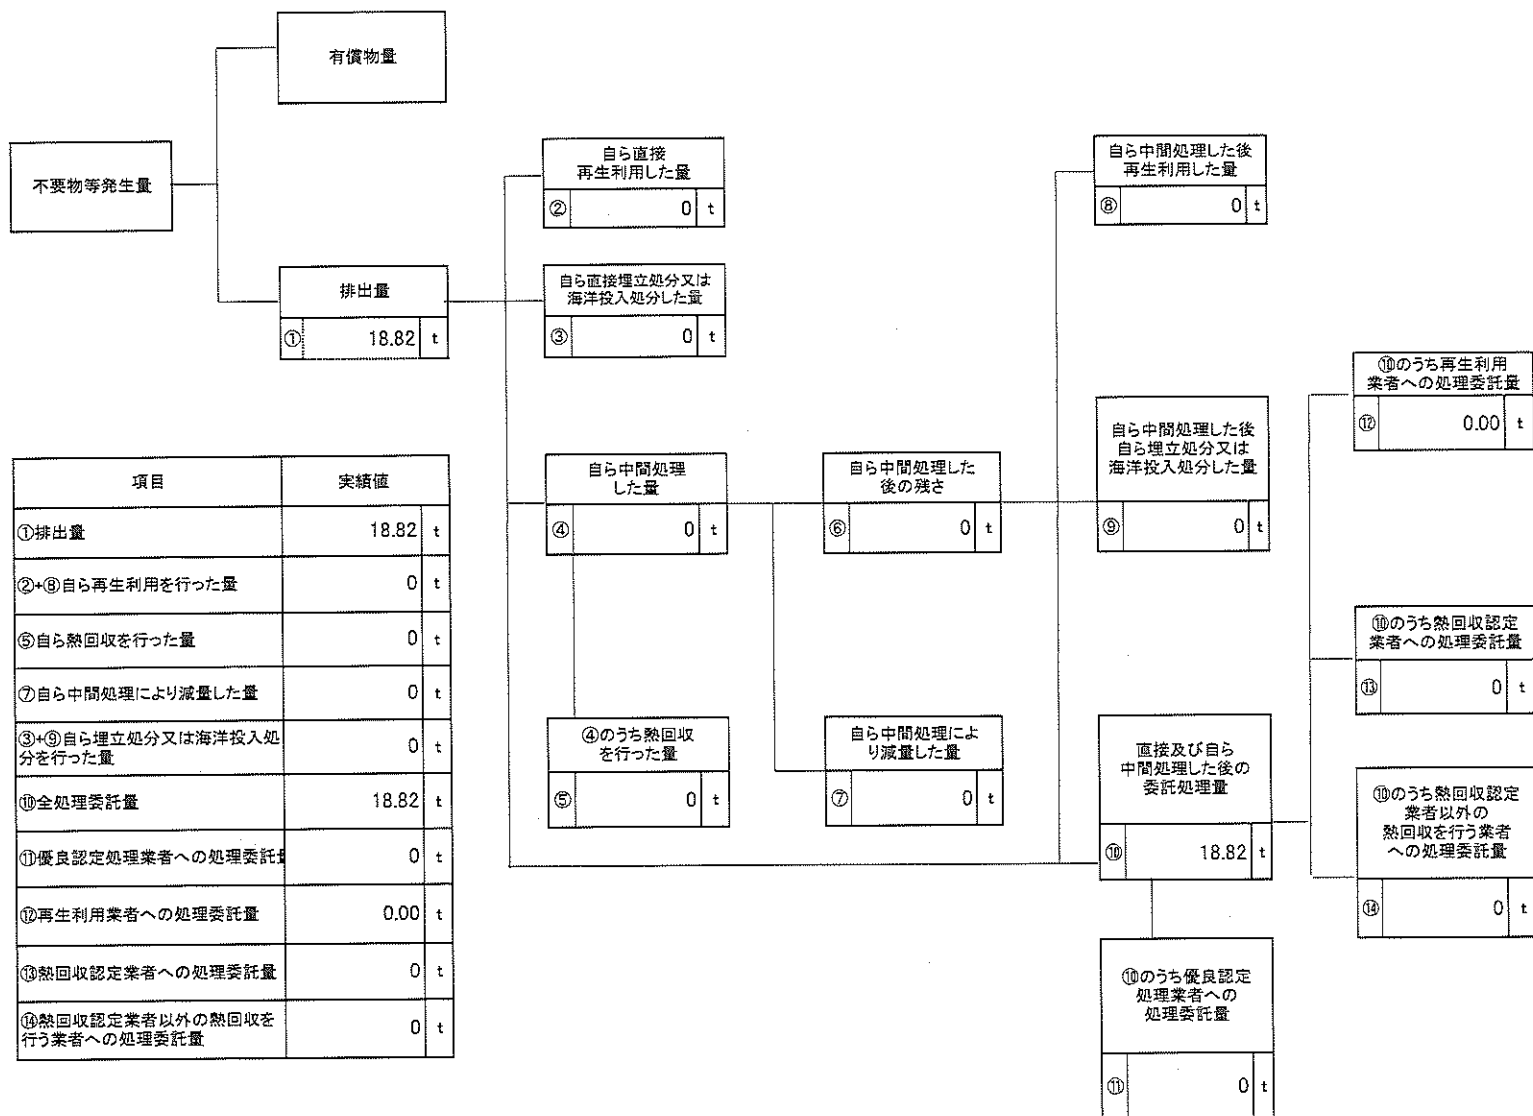 有償物量
不要物等発生量
排出量
① 18.82 t
自ら直接
再生利用した量
② 0 t
自ら直接埋立処分又は
海洋投入処分した量
③ 0 t
自ら中間処理
した量
④ 0 t
④のうち熱回収
を行った量
⑤ 0 t
自ら中間処理した
後の残さ
⑥ 0 t
自ら中間処理によ
り減量した量
⑦ 0 t
自ら中間処理した後
再生利用した量
⑧ 0 t
自ら中間処理した後
自ら埋立処分又は
海洋投入処分した量
⑨ 0 t
直接及び自ら
中間処理した後の
委託処理量
⑩ 18.82 t
⑩のうち優良認定
処理業者への
処理委託量
⑪ 0 t
⑩のうち再生利用
業者への処理委託量
⑫ 0.00 t
⑩のうち熱回収認定
業者への処理委託量
⑬ 0 t
⑩のうち熱回収認定
業者以外の
熱回収を行う業者
への処理委託量
⑭ 0 t
項目 実績値
①排出量 18.82 t
②+⑧自ら再生利用を行った量 0 t
⑤自ら熱回収を行った量 0 t
⑦自ら中間処理により減量した量 0 t
③+⑨自ら埋立処分又は海洋投入処
分を行った量 0 t
⑩全処理委託量 18.82 t
⑪優良認定処理業者への処理委託 0 t
⑫再生利用業者への処理委託量 0.00 t
⑬熱回収認定業者への処理委託量 0 t
⑭熱回収認定業者以外の熱回収を
行う業者への処理委託量 0 t